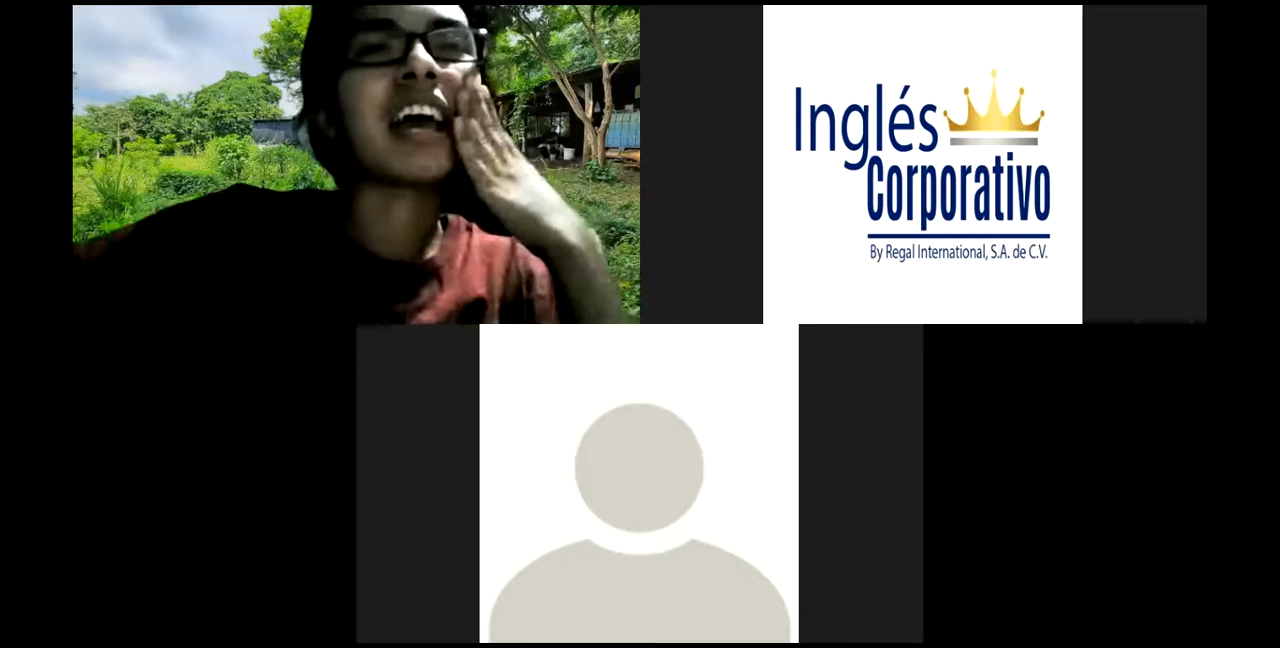 Inglés
Corporativo
By Regal International, S.A. de C.V.